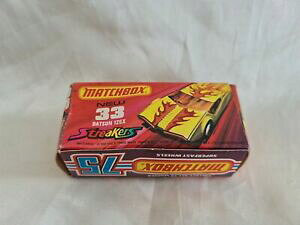 MATCHBOX
NEW
33
DATSUN 126X
Streakers
75
MATCHBOX
SUPERFAST WHEELS